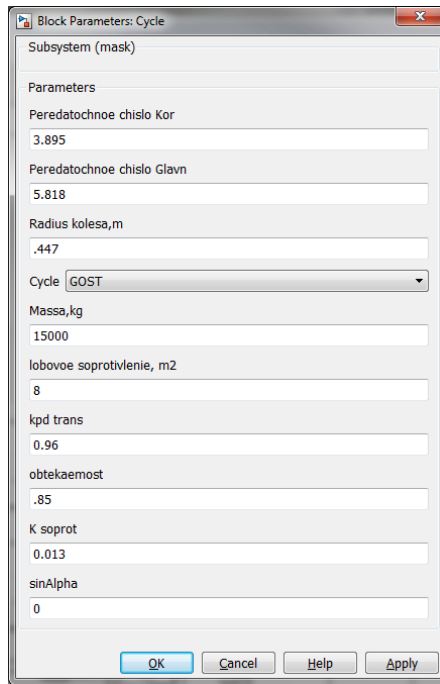 Block Parameters: Cycle
Subsystem (mask)
Parameters
Peredatochnoe chislo Kor
3.895
Peredatochnoe chislo Glavn
5.818
Radius kolesa,m
.447
Cycle GOST
Massa,kg
15000
lobovoe soprotivlenie, m2
8
kpd trans
0.96
obtekaemost
.85
K soprot
0.013
sinAlpha
0
OK Cancel Help Apply